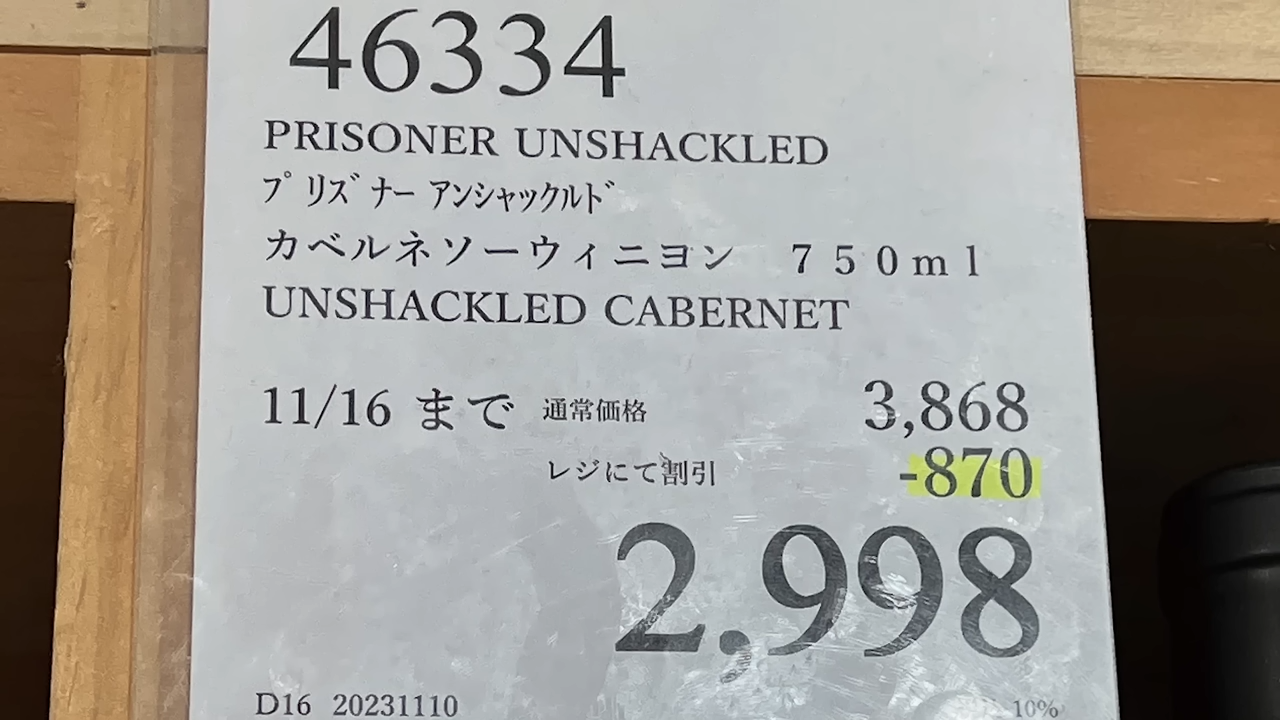 46334
PRISONER UNSHACKLED
ﾌﾟﾘｽﾞﾅｰ ｱﾝｼｬｯｸﾙﾄﾞ
カベルネソーウィニヨン　７５０ｍｌ
UNSHACKLED CABERNET
11/16 まで 通常価格 3,868
レジにて割引 -870
2.998
D16 20231110 10%